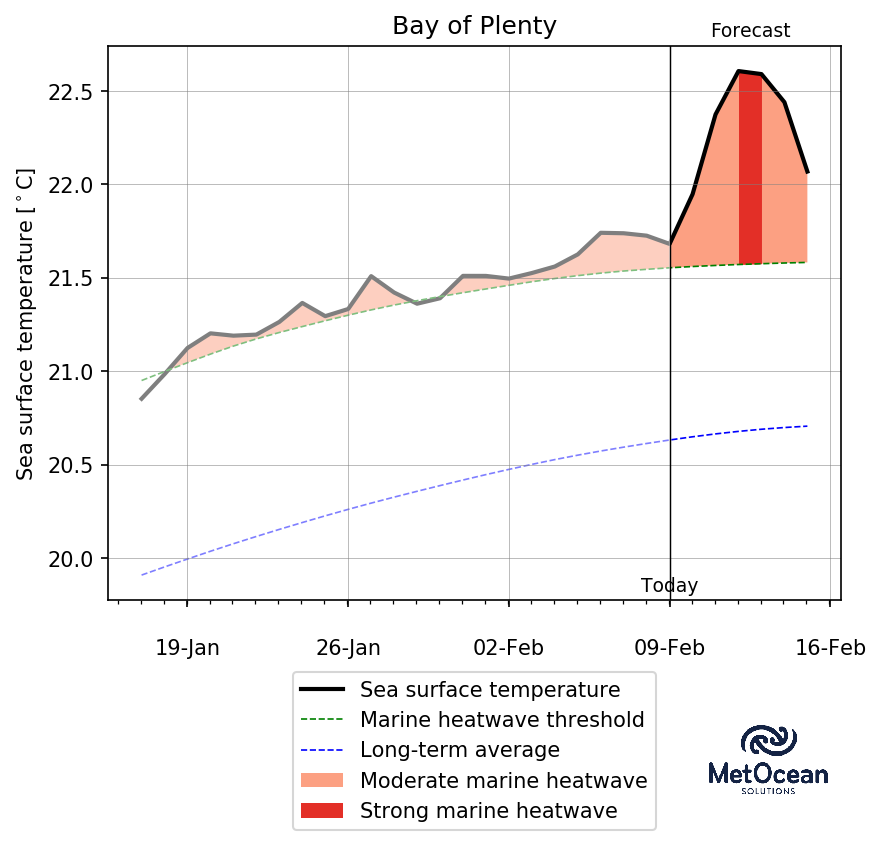 Bay of Plenty
Forecast
Sea surface temperature [°C]
22.5
22.0
21.5
21.0
20.5
20.0
Today
19-Jan
26-Jan
02-Feb
09-Feb
16-Feb
Sea surface temperature
Marine heatwave threshold
Long-term average
Moderate marine heatwave
Strong marine heatwave
MetOcean
SOLUTIONS